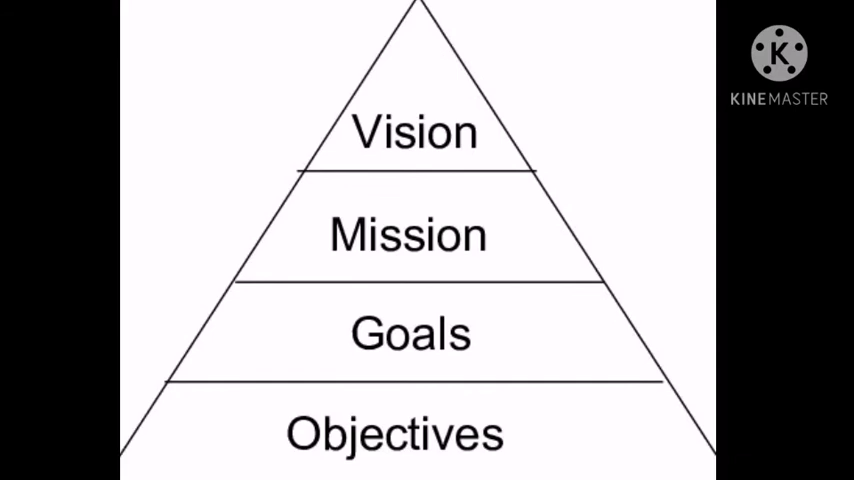 Vision
Mission
Goals
Objectives
K
KINEMASTER